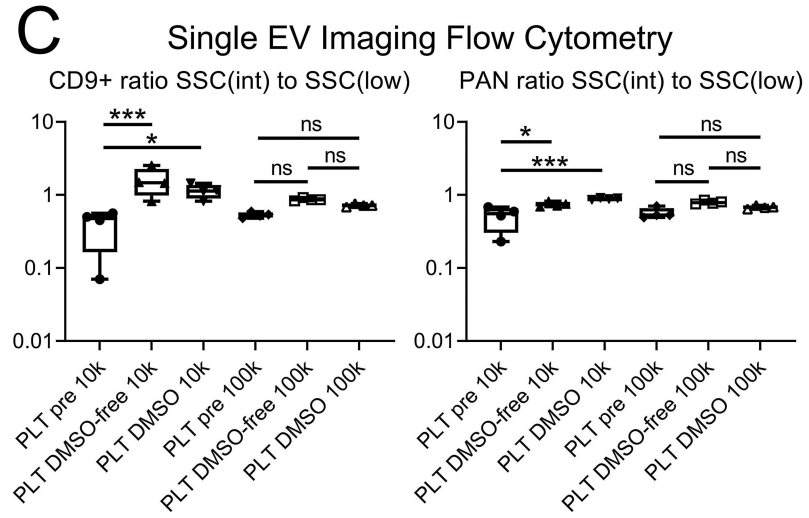 C
Single EV Imaging Flow Cytometry
CD9+ ratio SSC(int) to SSC(low)
PAN ratio SSC(int) to SSC(low)
10
1
0.1
0.01
***
*
ns
ns
ns
PLT pre 10k
PLT DMSO-free 10k
PLT DMSO 10k
PLT pre 100k
PLT DMSO-free 100k
PLT DMSO 100k
10
1
0.1
0.01
*
***
ns
ns
ns
PLT pre 10k
PLT DMSO-free 10k
PLT DMSO 10k
PLT pre 100k
PLT DMSO-free 100k
PLT DMSO 100k